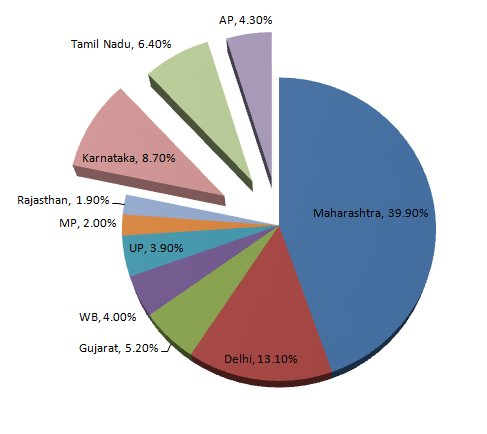 AP, 4.30%
Tamil Nadu, 6.40%
Karnataka, 8.70%
Rajasthan, 1.90%
Maharashtra, 39.90%
MP, 2.00%
UP, 3.90%
WB, 4.00%
Gujarat, 5.20%
Delhi, 13.10%